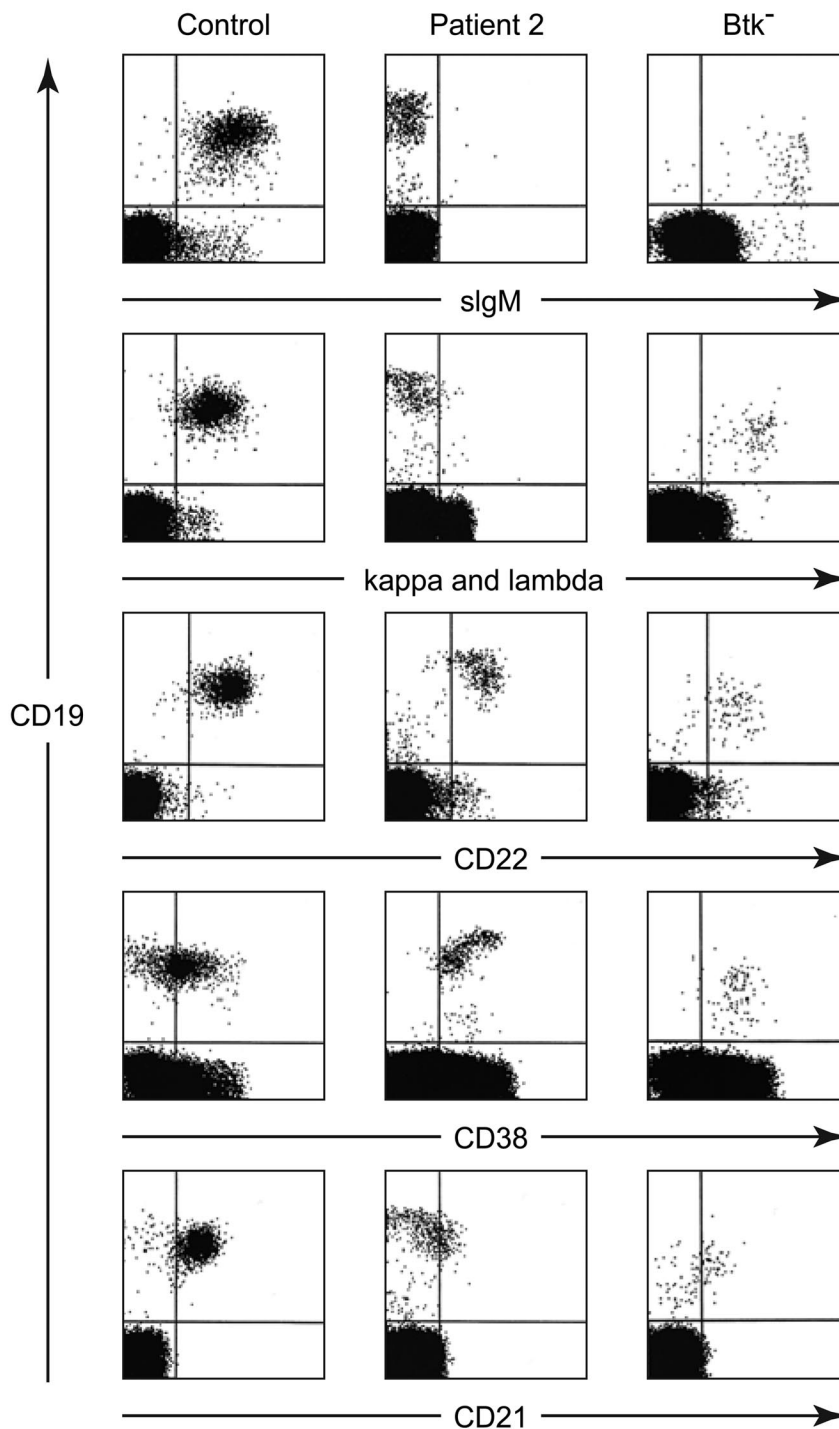 Control Patient 2 Btk⁻
sIgM
kappa and lambda
CD19
CD22
CD38
CD21